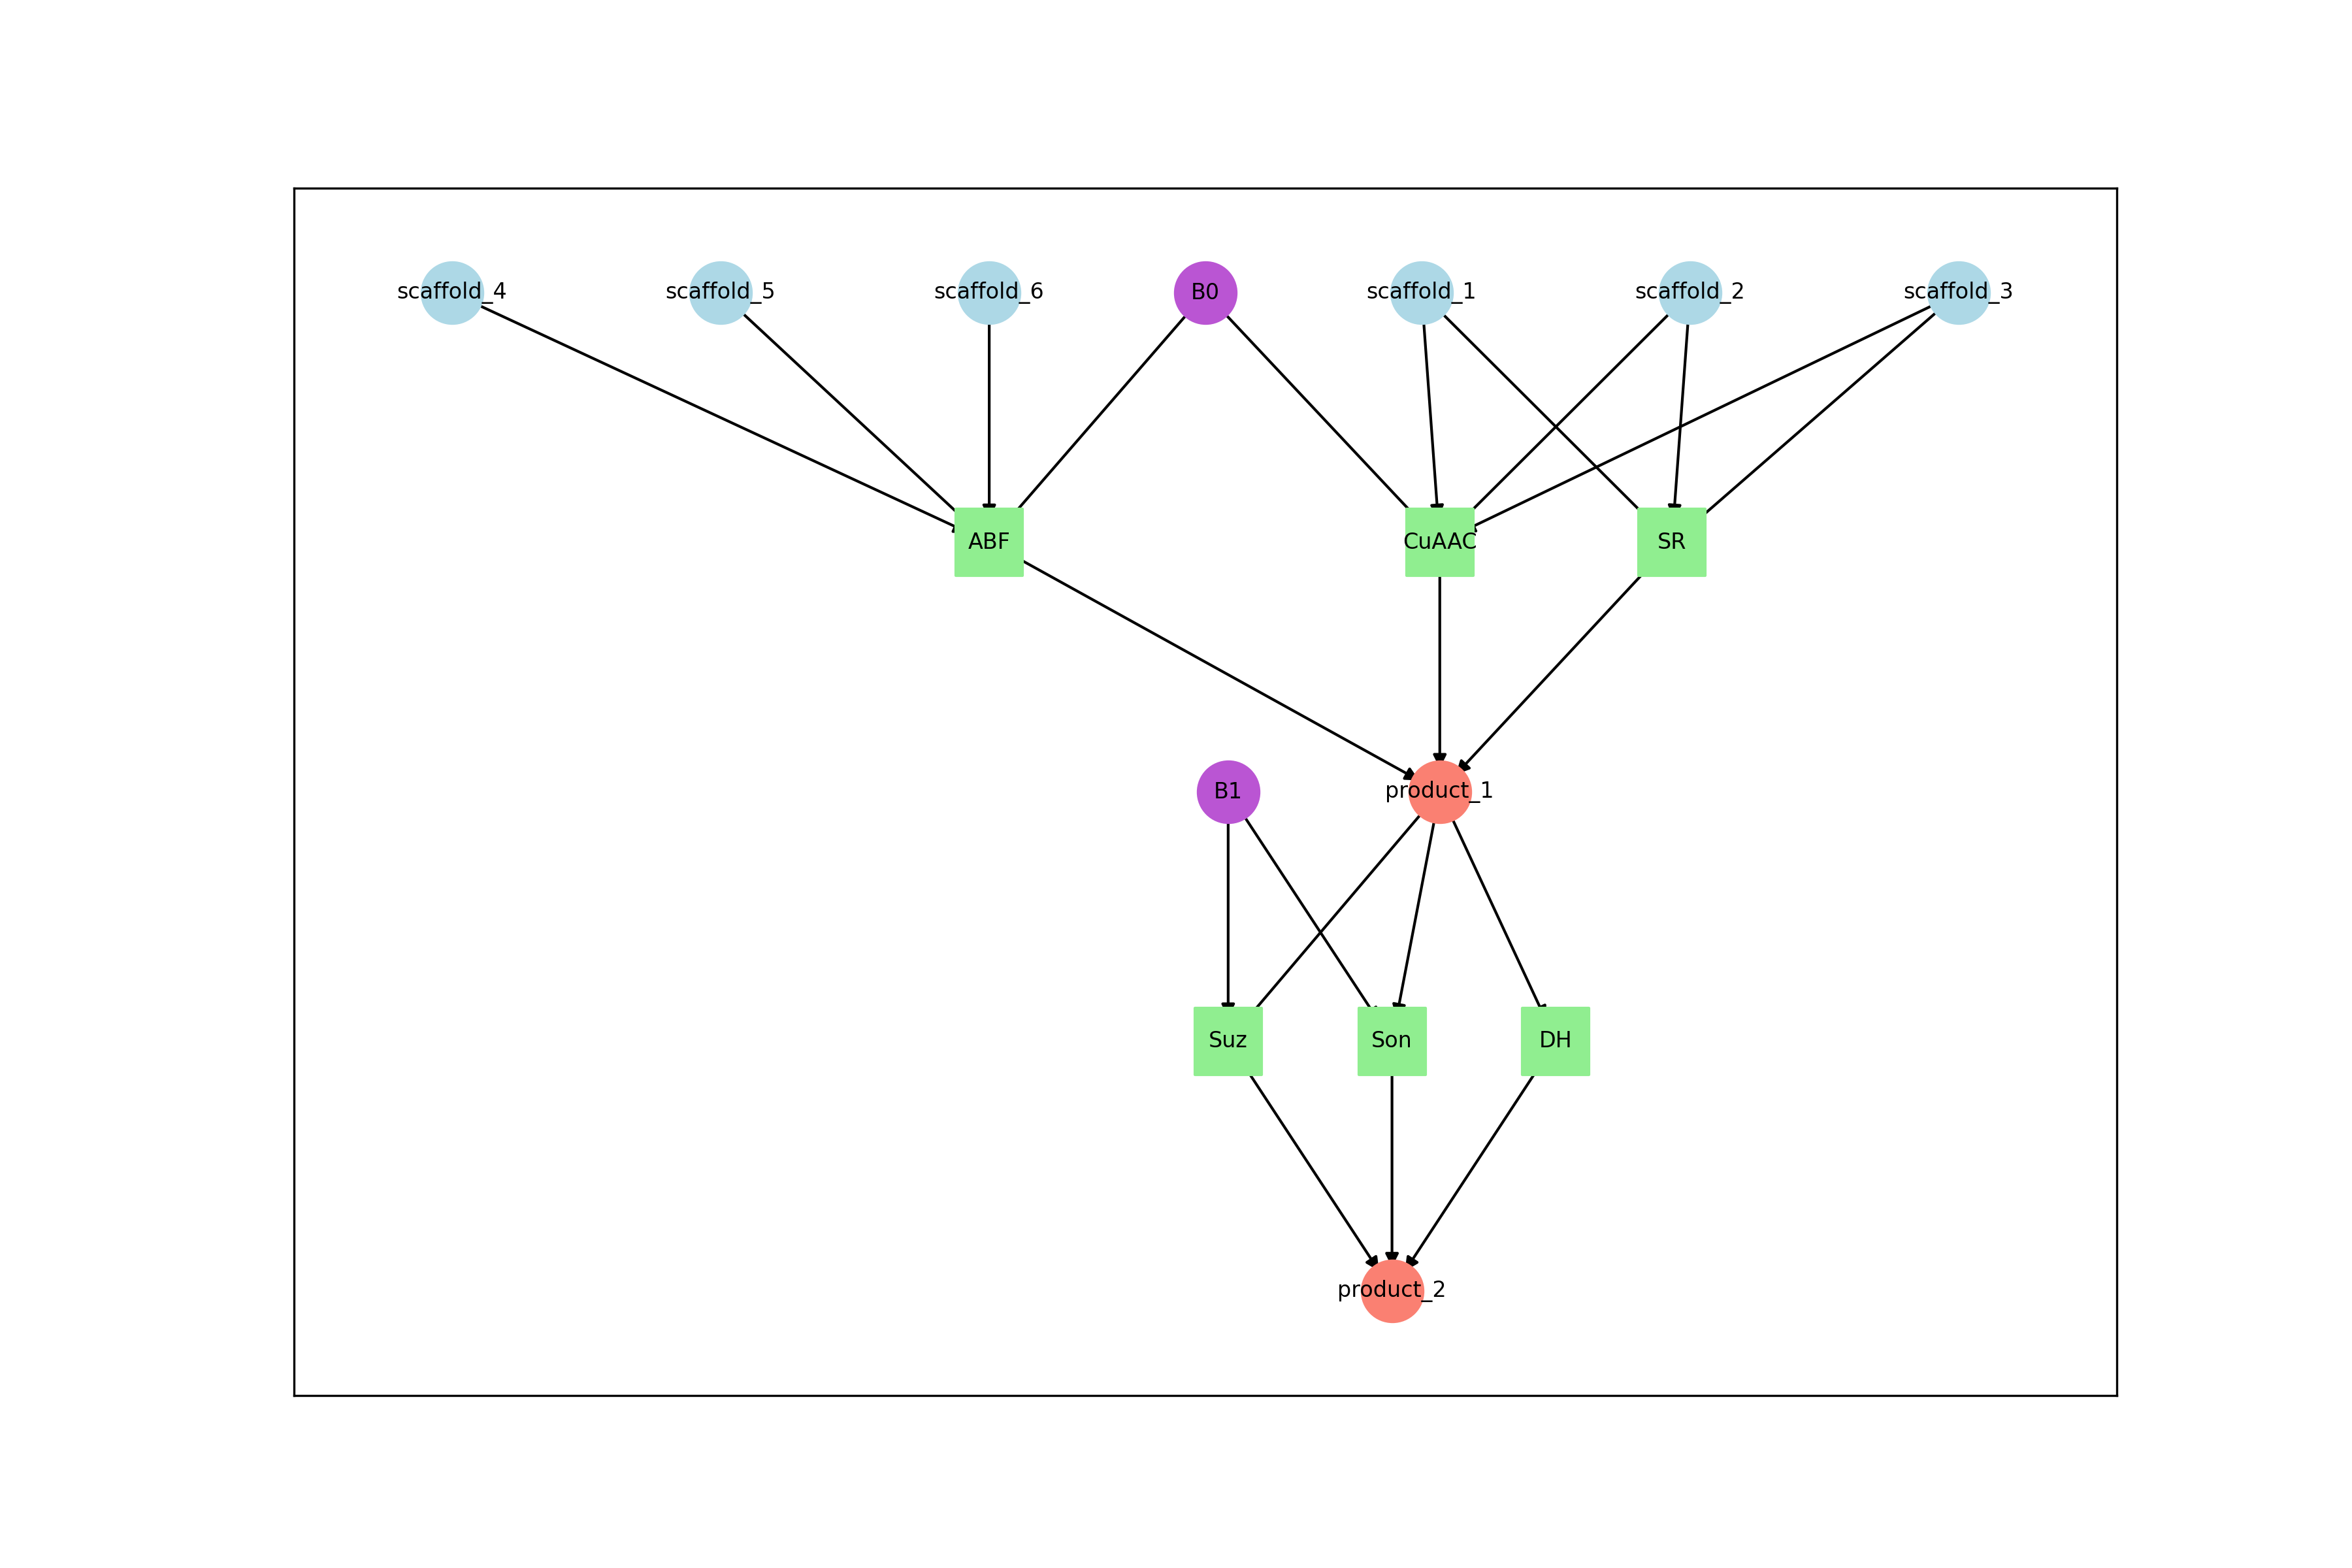 scaffold_4
scaffold_5
scaffold_6
B0
scaffold_1
scaffold_2
scaffold_3
ABF
CuAAC
SR
B1
product_1
Suz
Son
DH
product_2